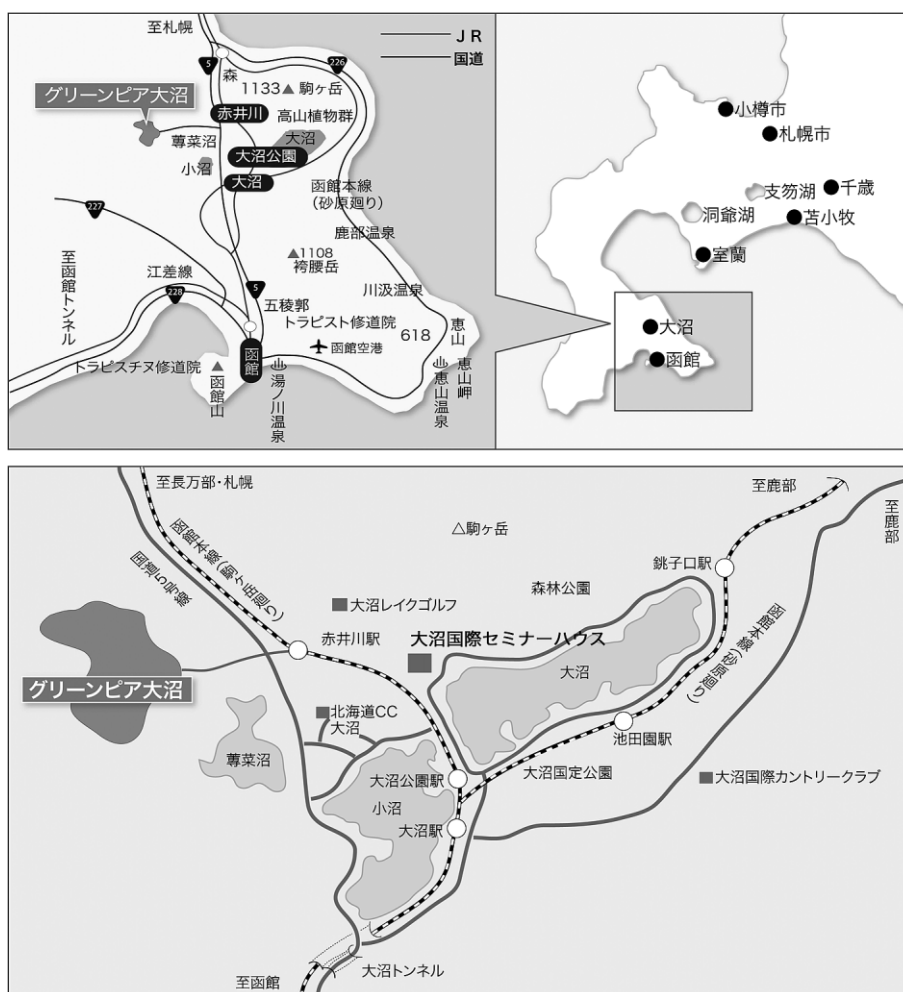 至札幌
JR
国道
5
226
森
1133▲駒ヶ岳
グリーンピア大沼
赤井川
高山植物群
大沼
蓴菜沼
大沼公園
小沼
大沼
函館本線
(砂原廻り)
227
鹿部温泉
▲1108
袴腰岳
至函館トンネル
江差線
228
5
川汲温泉
五稜郭
トラピスト修道院
618
恵山
函館空港
函館
トラピスチヌ修道院
函館山
湯ノ川温泉
恵山温泉
恵山岬
小樽市
札幌市
支笏湖
千歳
洞爺湖
苫小牧
室蘭
大沼
函館
至長万部・札幌
至鹿部
至鹿部
△駒ヶ岳
函館本線(駒ヶ岳廻り)
国道5号線
銚子口駅
森林公園
大沼レイクゴルフ
赤井川駅
大沼国際セミナーハウス
函館本線(砂原廻り)
大沼
グリーンピア大沼
北海道CC
大沼
池田園駅
蓴菜沼
大沼公園駅
大沼国定公園
大沼国際カントリークラブ
小沼
大沼駅
大沼トンネル
至函館